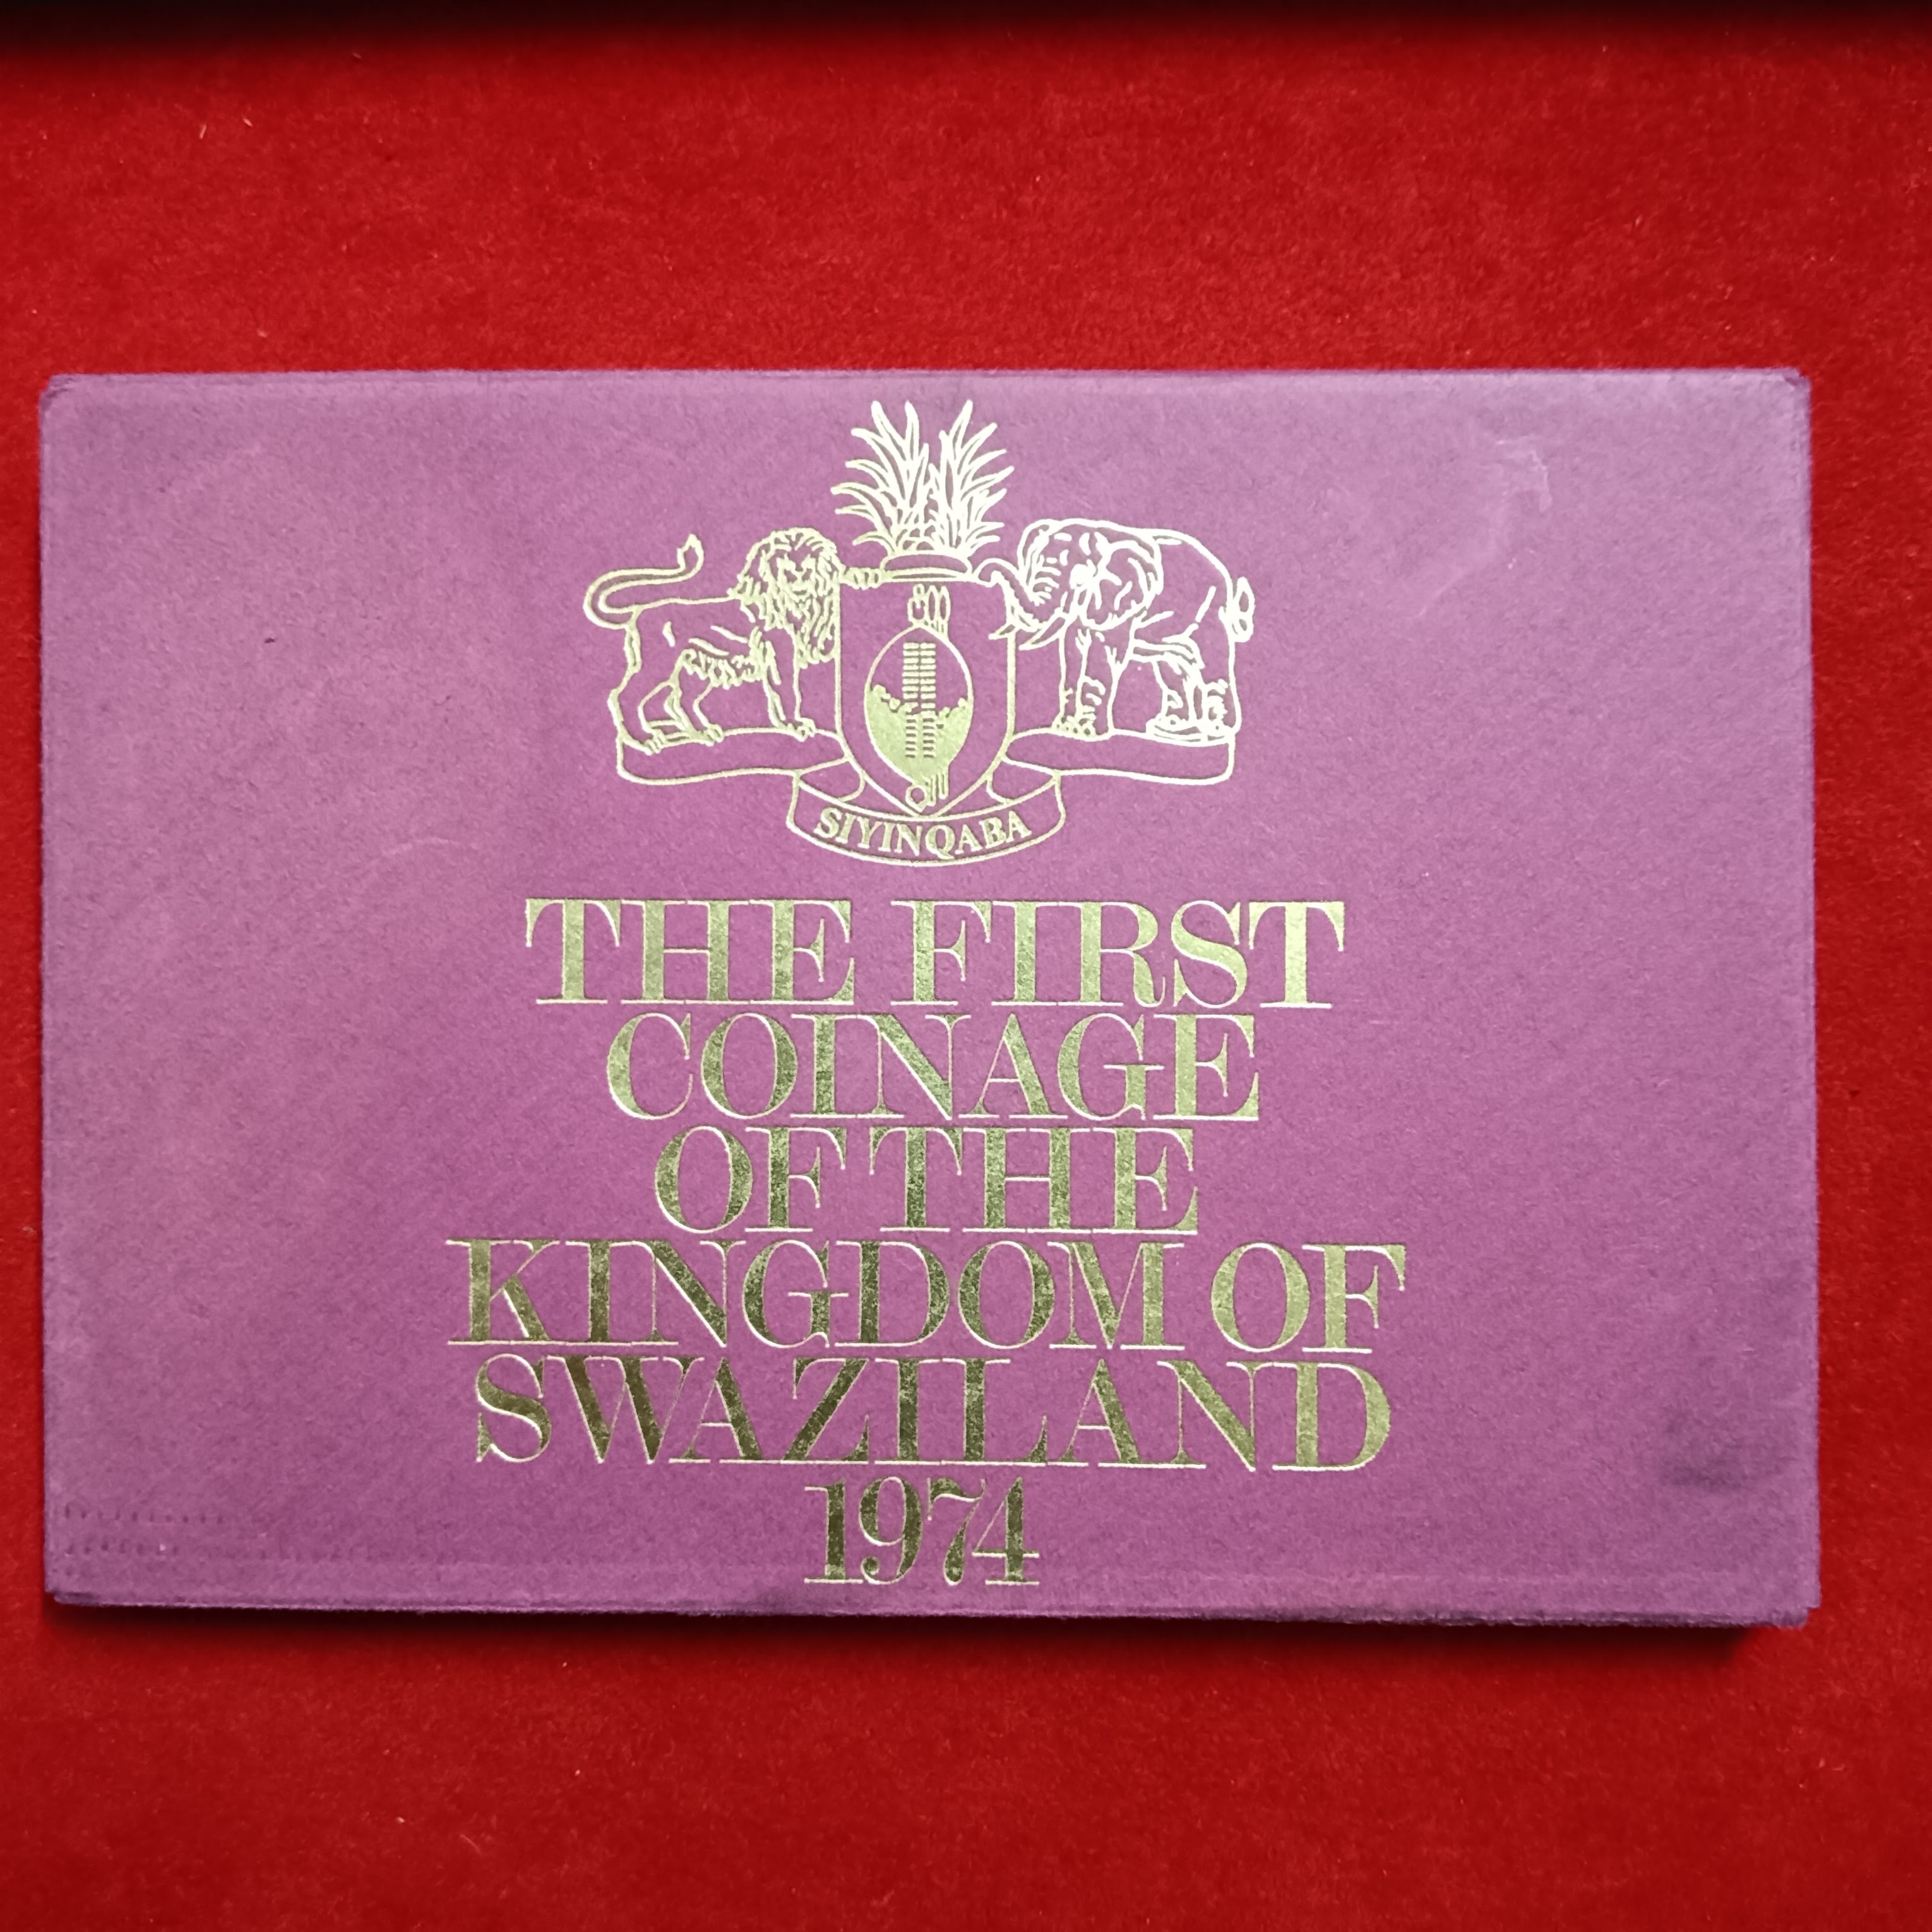 SIYINQABA
THE FIRST
COINAGE
OF THE
KINGDOM OF
SWAZILAND
1974